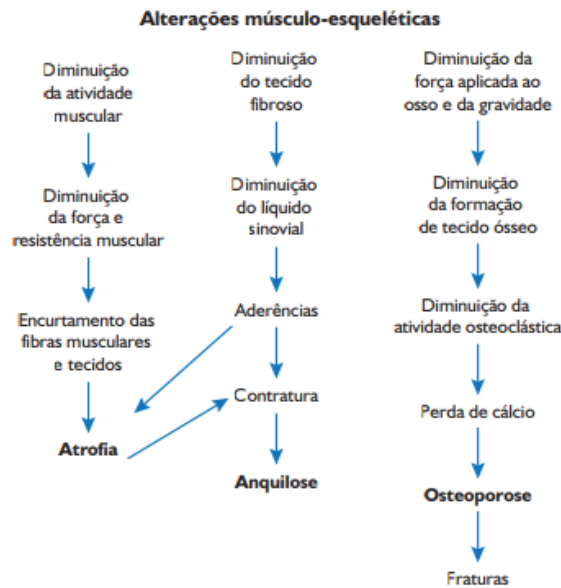 Alterações músculo-esqueléticas
Diminuição
da atividade
muscular
Diminuição
da força e
resistência muscular
Encurtamento das
fibras musculares
e tecidos
Atrofia
Diminuição
do tecido
fibroso
Diminuição
do líquido
sinovial
Aderências
Contratura
Anquilose
Diminuição da
força aplicada ao
osso e da gravidade
Diminuição
da formação
de tecido ósseo
Diminuição da
atividade osteoclástica
Perda de cálcio
Osteoporose
Fraturas